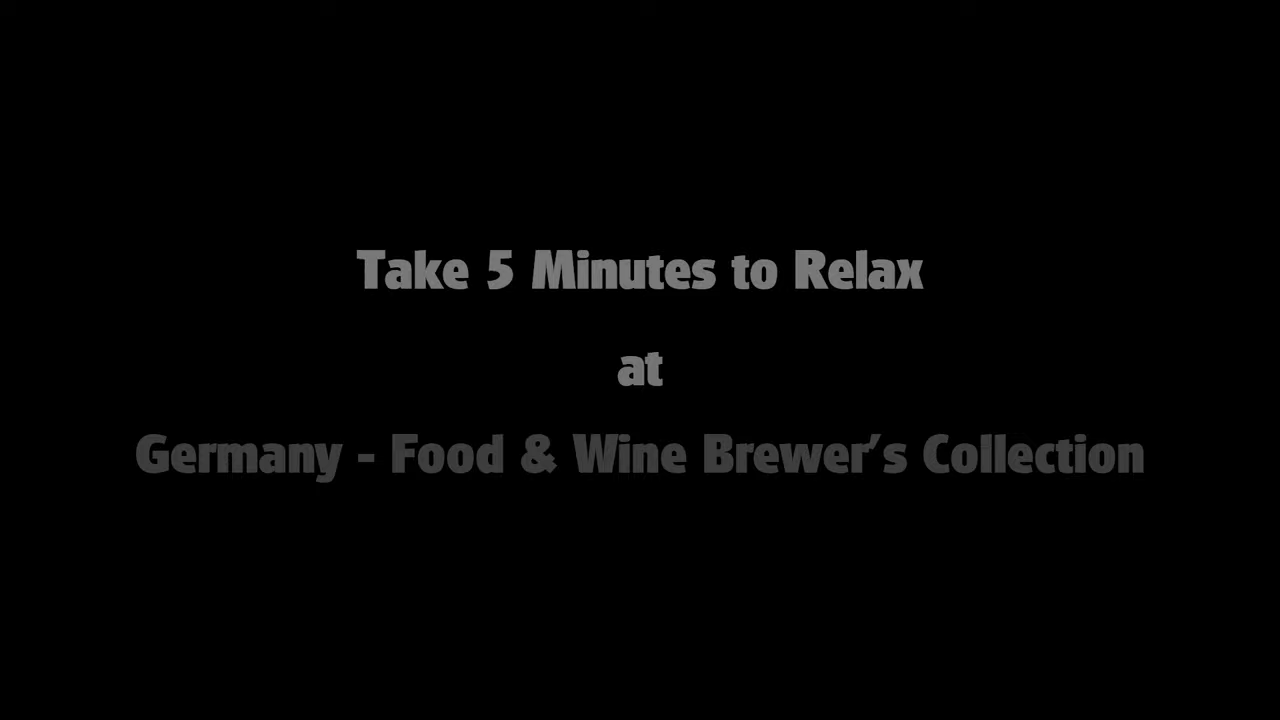 Take 5 Minutes to Relax
at
Germany - Food & Wine Brewer’s Collection